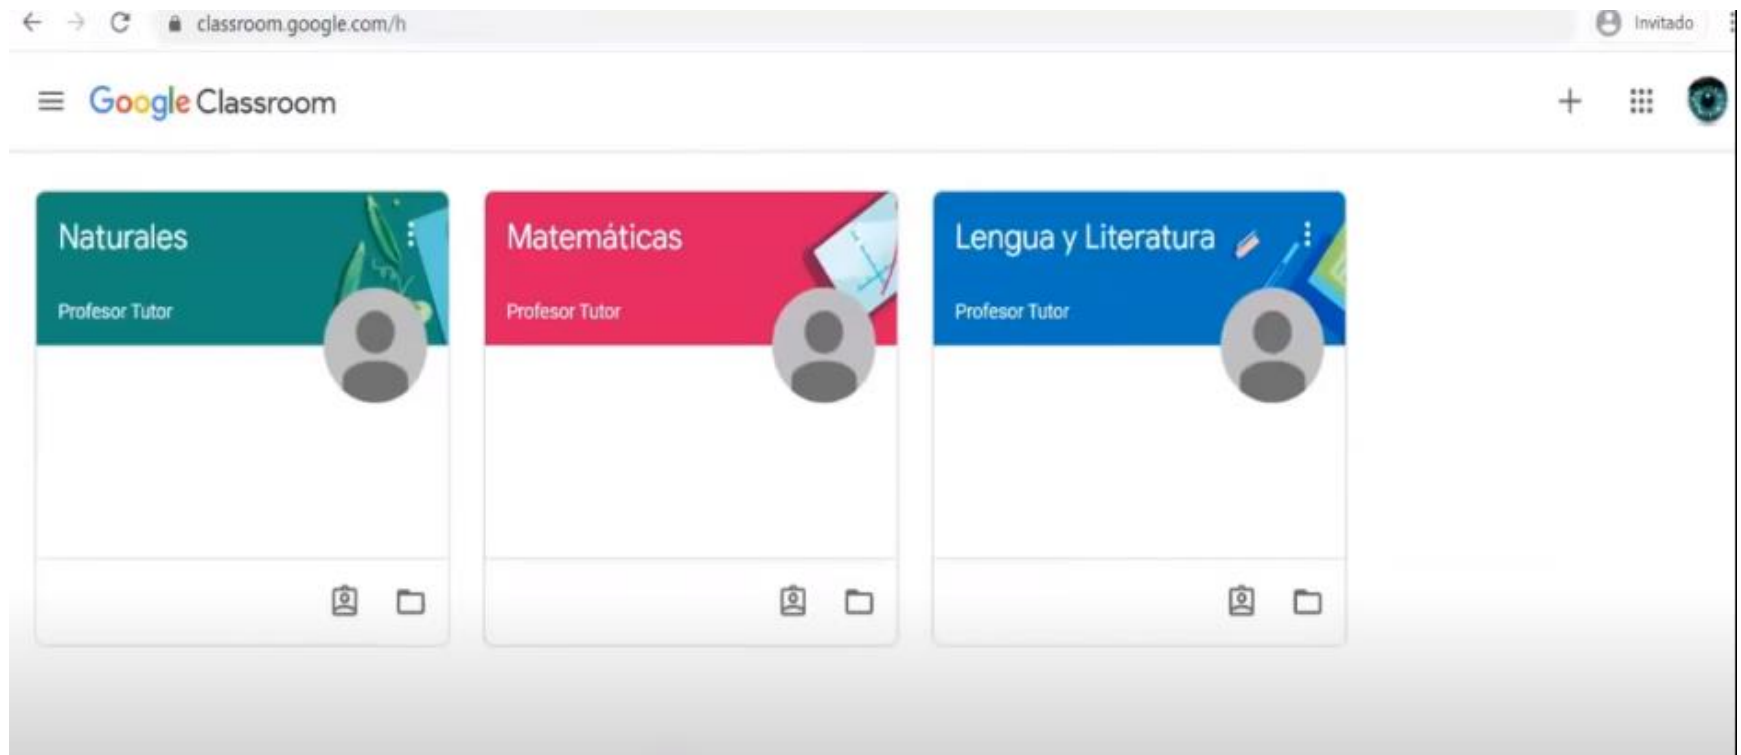 classroom.google.com/h
Invitado
Google Classroom
Naturales
Profesor Tutor
Matemáticas
Profesor Tutor
Lengua y Literatura
Profesor Tutor